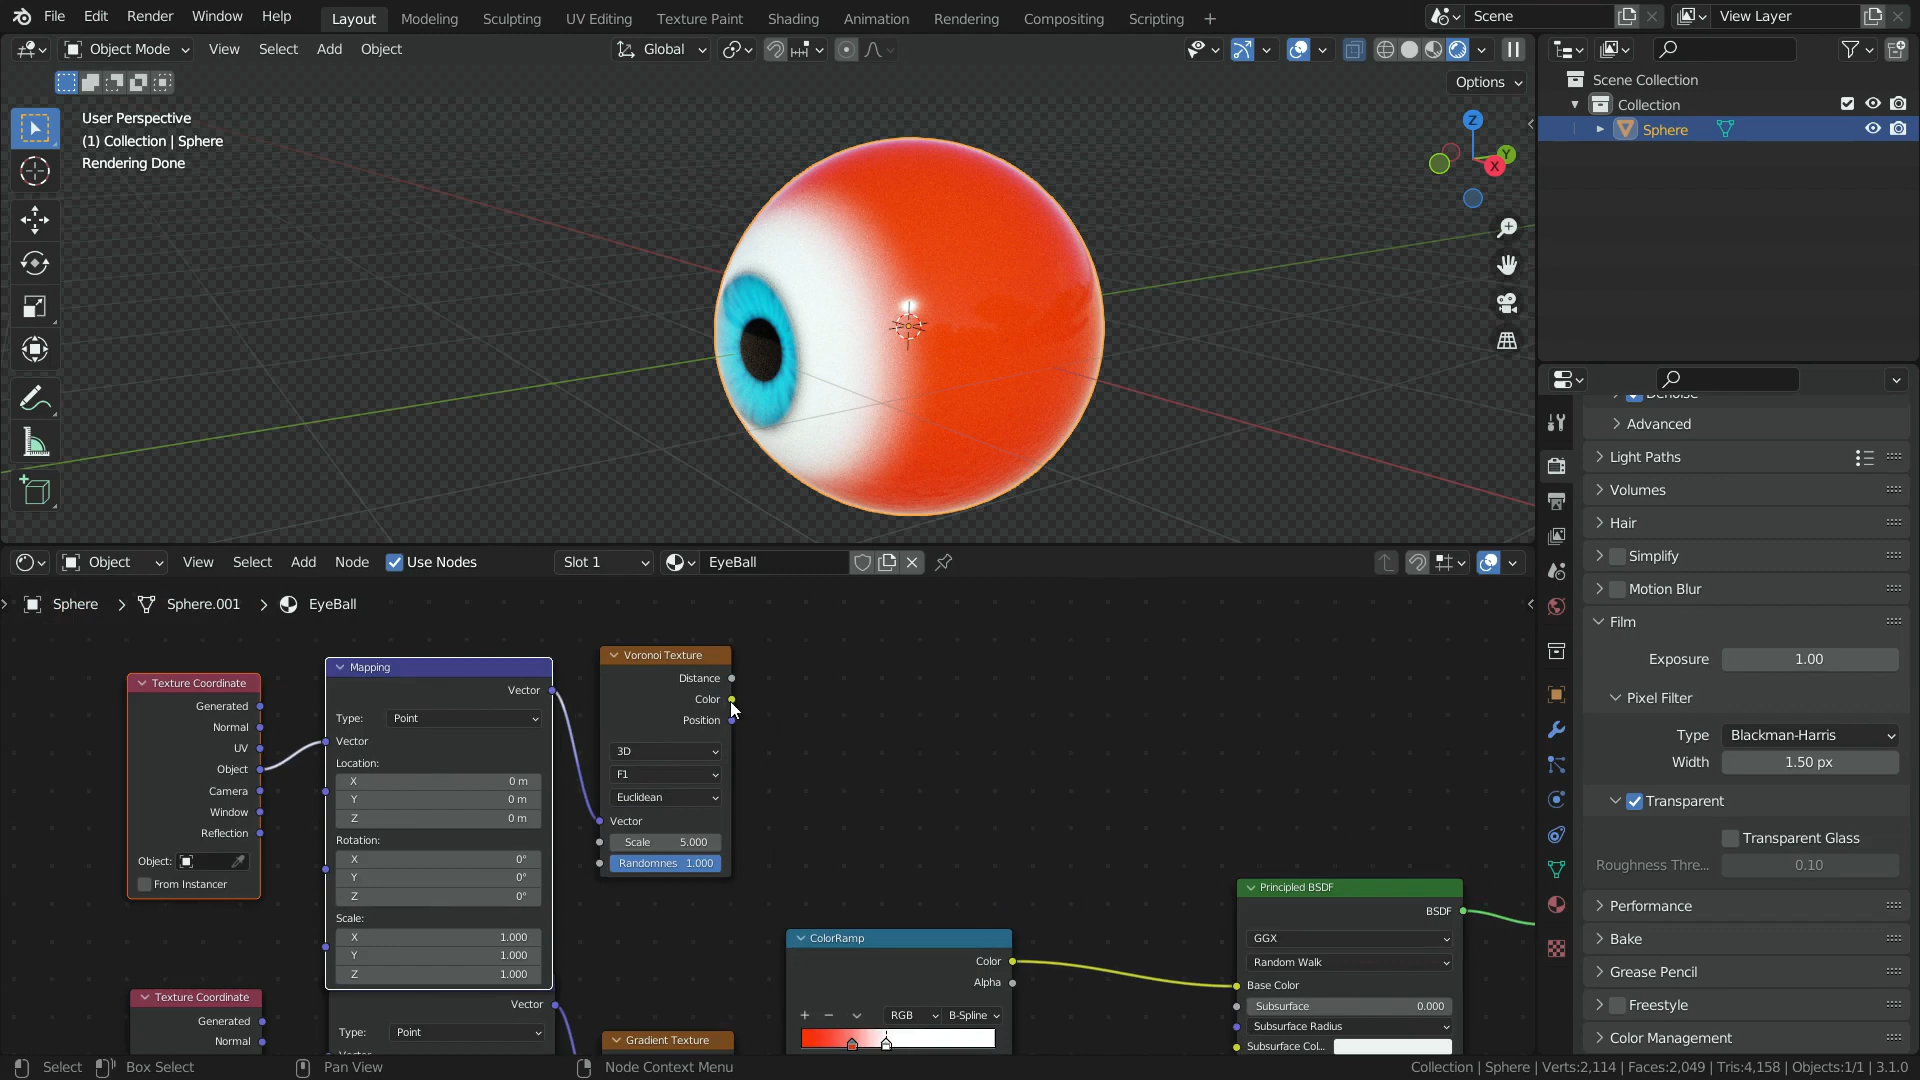 File Edit Render Window Help Layout Modeling Sculpting UV Editing Texture Paint Shading Animation Rendering Compositing Scripting + Scene View Layer
Object Mode View Select Add Object Global
Options
User Perspective
(1) Collection | Sphere
Rendering Done
Z
Y
X
Scene Collection
Collection
Sphere
Denoise
Advanced
Light Paths
Volumes
Hair
Simplify
Motion Blur
Film
Exposure 1.00
Pixel Filter
Type Blackman-Harris
Width 1.50 px
Transparent
Transparent Glass
Roughness Thre... 0.10
Performance
Bake
Grease Pencil
Freestyle
Color Management
Object View Select Add Node Use Nodes Slot 1 EyeBall
Sphere > Sphere.001 > EyeBall
Texture Coordinate
Generated
Normal
UV
Object
Camera
Window
Reflection
Object:
From Instancer
Mapping
Vector
Type: Point
Vector
Location:
X 0 m
Y 0 m
Z 0 m
Rotation:
X 0°
Y 0°
Z 0°
Scale:
X 1.000
Y 1.000
Z 1.000
Voronoi Texture
Distance
Color
Position
3D
F1
Euclidean
Vector
Scale 5.000
Randomnes 1.000
Texture Coordinate
Generated
Normal
Vector
Type: Point
Gradient Texture
ColorRamp
Color
Alpha
+ − RGB B-Spline
Principled BSDF
BSDF
GGX
Random Walk
Base Color
Subsurface 0.000
Subsurface Radius
Subsurface Col...
Select Box Select Pan View Node Context Menu Collection | Sphere | Verts:2,114 | Faces:2,049 | Tris:4,158 | Objects:1/1 | 3.1.0